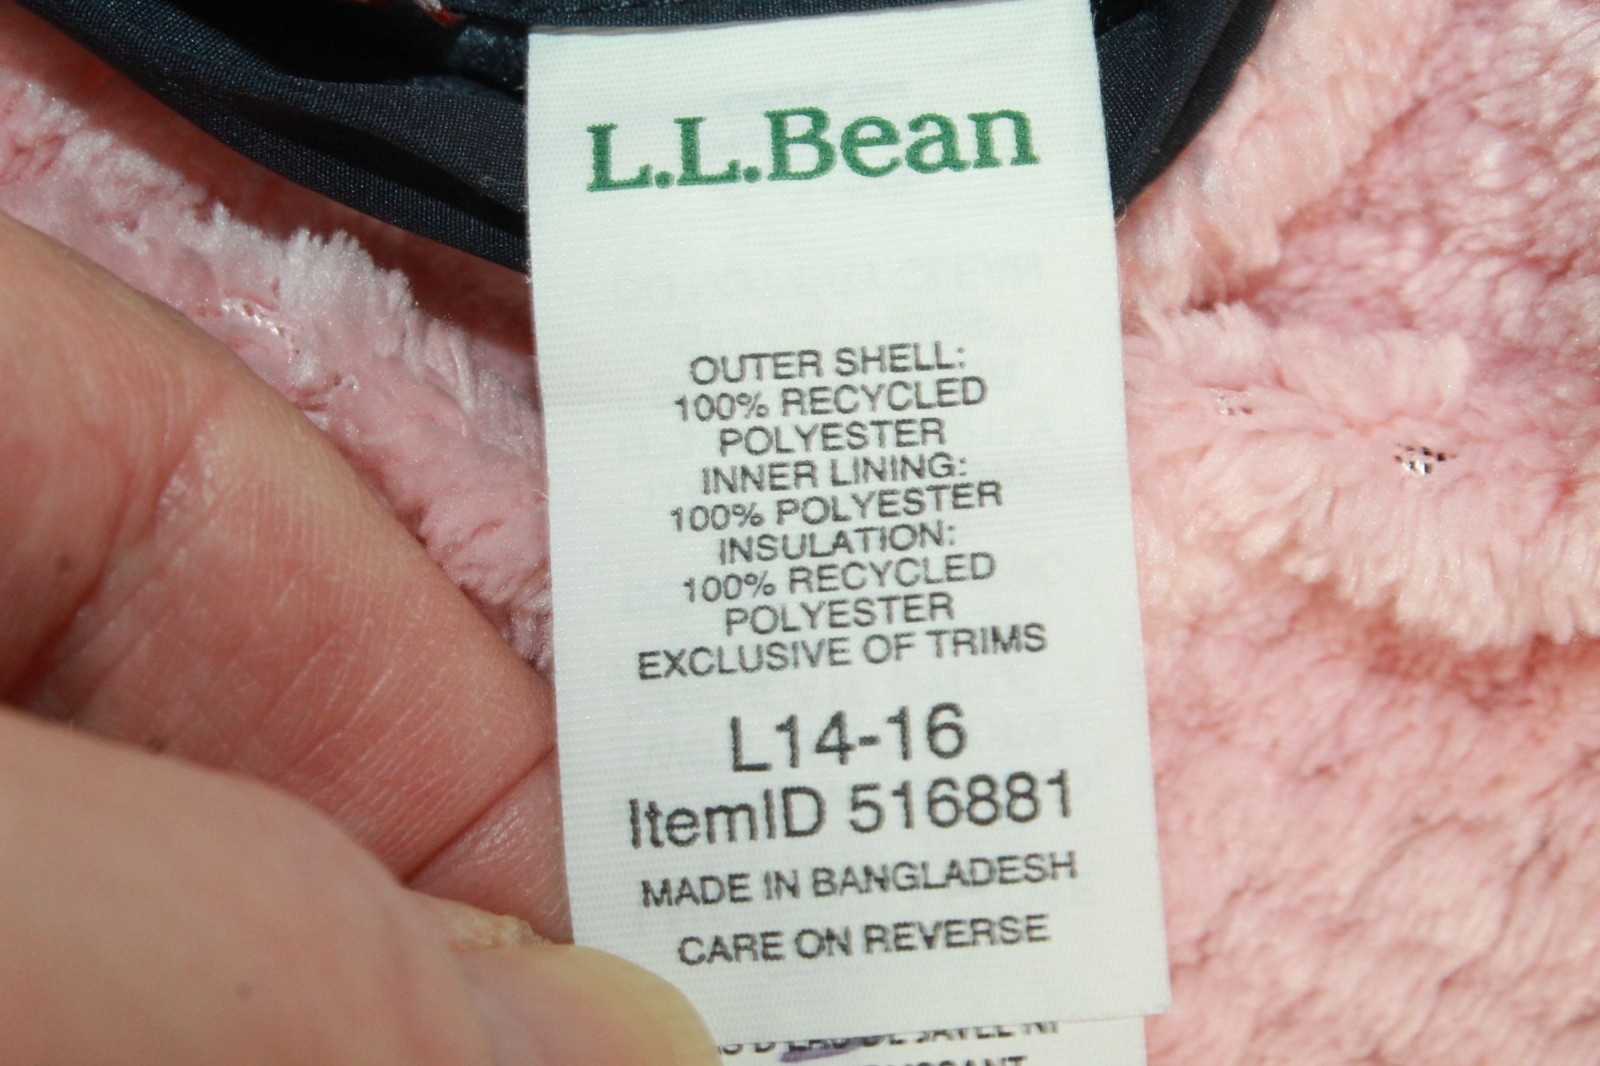 L.L.Bean
OUTER SHELL:
100% RECYCLED
POLYESTER
INNER LINING:
100% POLYESTER
INSULATION:
100% RECYCLED
POLYESTER
EXCLUSIVE OF TRIMS
L14-16
ItemID 516881
MADE IN BANGLADESH
CARE ON REVERSE